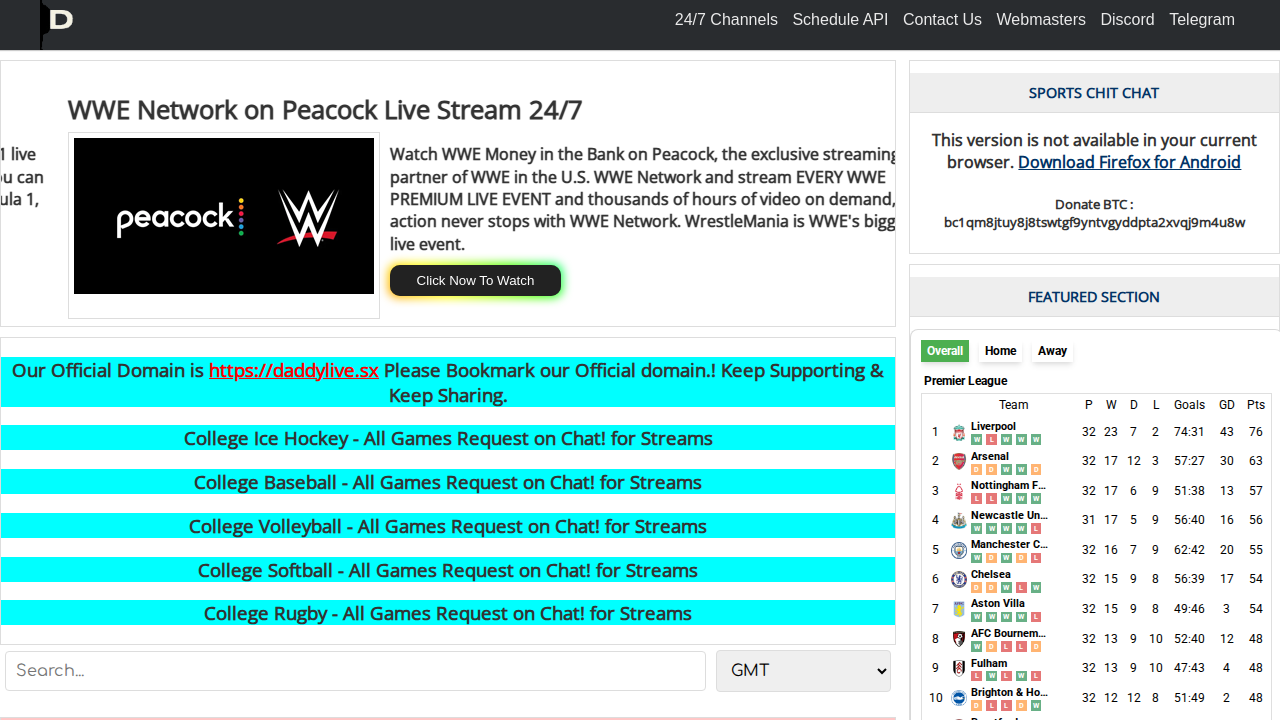 D
24/7 Channels Schedule API Contact Us Webmasters Discord Telegram
WWE Network on Peacock Live Stream 24/7
1 live
u can
ula 1,
peacock
Watch WWE Money in the Bank on Peacock, the exclusive streaming
partner of WWE in the U.S. WWE Network and stream EVERY WWE
PREMIUM LIVE EVENT and thousands of hours of video on demand,
action never stops with WWE Network. WrestleMania is WWE's bigg
live event.
Click Now To Watch
Our Official Domain is https://daddylive.sx Please Bookmark our Official domain.! Keep Supporting &
Keep Sharing.
College Ice Hockey - All Games Request on Chat! for Streams
College Baseball - All Games Request on Chat! for Streams
College Volleyball - All Games Request on Chat! for Streams
College Softball - All Games Request on Chat! for Streams
College Rugby - All Games Request on Chat! for Streams
Search...
GMT
SPORTS CHIT CHAT
This version is not available in your current
browser. Download Firefox for Android
Donate BTC :
bc1qm8jtuy8j8tswtgf9yntvgyddpta2xvqj9m4u8w
FEATURED SECTION
Overall Home Away
Premier League
Team P W D L Goals GD Pts
1 Liverpool 32 23 7 2 74:31 43 76
W L W W W
2 Arsenal 32 17 12 3 57:27 30 63
D D W W D
3 Nottingham F... 32 17 6 9 51:38 13 57
L L W W W
4 Newcastle Un... 31 17 5 9 56:40 16 56
W W W W L
5 Manchester C... 32 16 7 9 62:42 20 55
W D W D L
6 Chelsea 32 15 9 8 56:39 17 54
D D W L W
7 Aston Villa 32 15 9 8 49:46 3 54
W W W W L
8 AFC Bournem... 32 13 9 10 52:40 12 48
W D L L D
9 Fulham 32 13 9 10 47:43 4 48
L W L W L
10 Brighton & Ho... 32 12 12 8 51:49 2 48
D L L D W